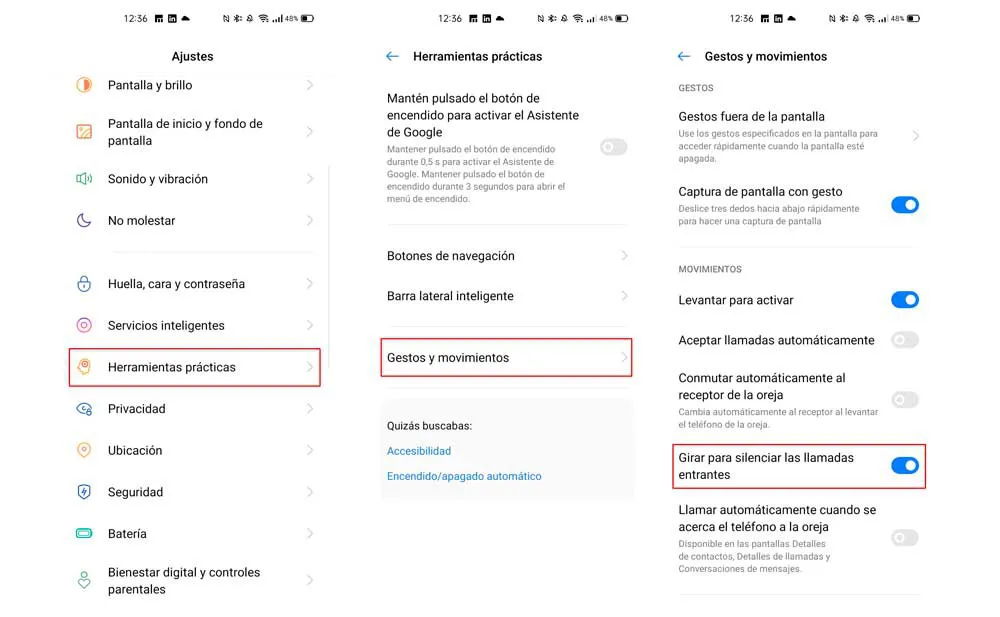 12:36
48%
Ajustes
Pantalla y brillo
Pantalla de inicio y fondo de
pantalla
Sonido y vibración
No molestar
Huella, cara y contraseña
Servicios inteligentes
Herramientas prácticas
Privacidad
Ubicación
Seguridad
Batería
Bienestar digital y controles
parentales
12:36
48%
Herramientas prácticas
Mantén pulsado el botón de
encendido para activar el Asistente
de Google
Mantener pulsado el botón de encendido
durante 0,5 s para activar el Asistente de
Google. Mantener pulsado el botón de
encendido durante 3 segundos para abrir el
menú de encendido.
Botones de navegación
Barra lateral inteligente
Gestos y movimientos
Quizás buscabas:
Accesibilidad
Encendido/apagado automático
12:36
48%
Gestos y movimientos
GESTOS
Gestos fuera de la pantalla
Use los gestos especificados en la pantalla para
acceder rápidamente cuando la pantalla esté
apagada.
Captura de pantalla con gesto
Deslice tres dedos hacia abajo rápidamente
para hacer una captura de pantalla
MOVIMIENTOS
Levantar para activar
Aceptar llamadas automáticamente
Conmutar automáticamente al
receptor de la oreja
Cambia automáticamente al receptor al levantar
el teléfono de la oreja.
Girar para silenciar las llamadas
entrantes
Llamar automáticamente cuando se
acerca el teléfono a la oreja
Disponible en las pantallas Detalles
de contactos, Detalles de llamadas y
Conversaciones de mensajes.